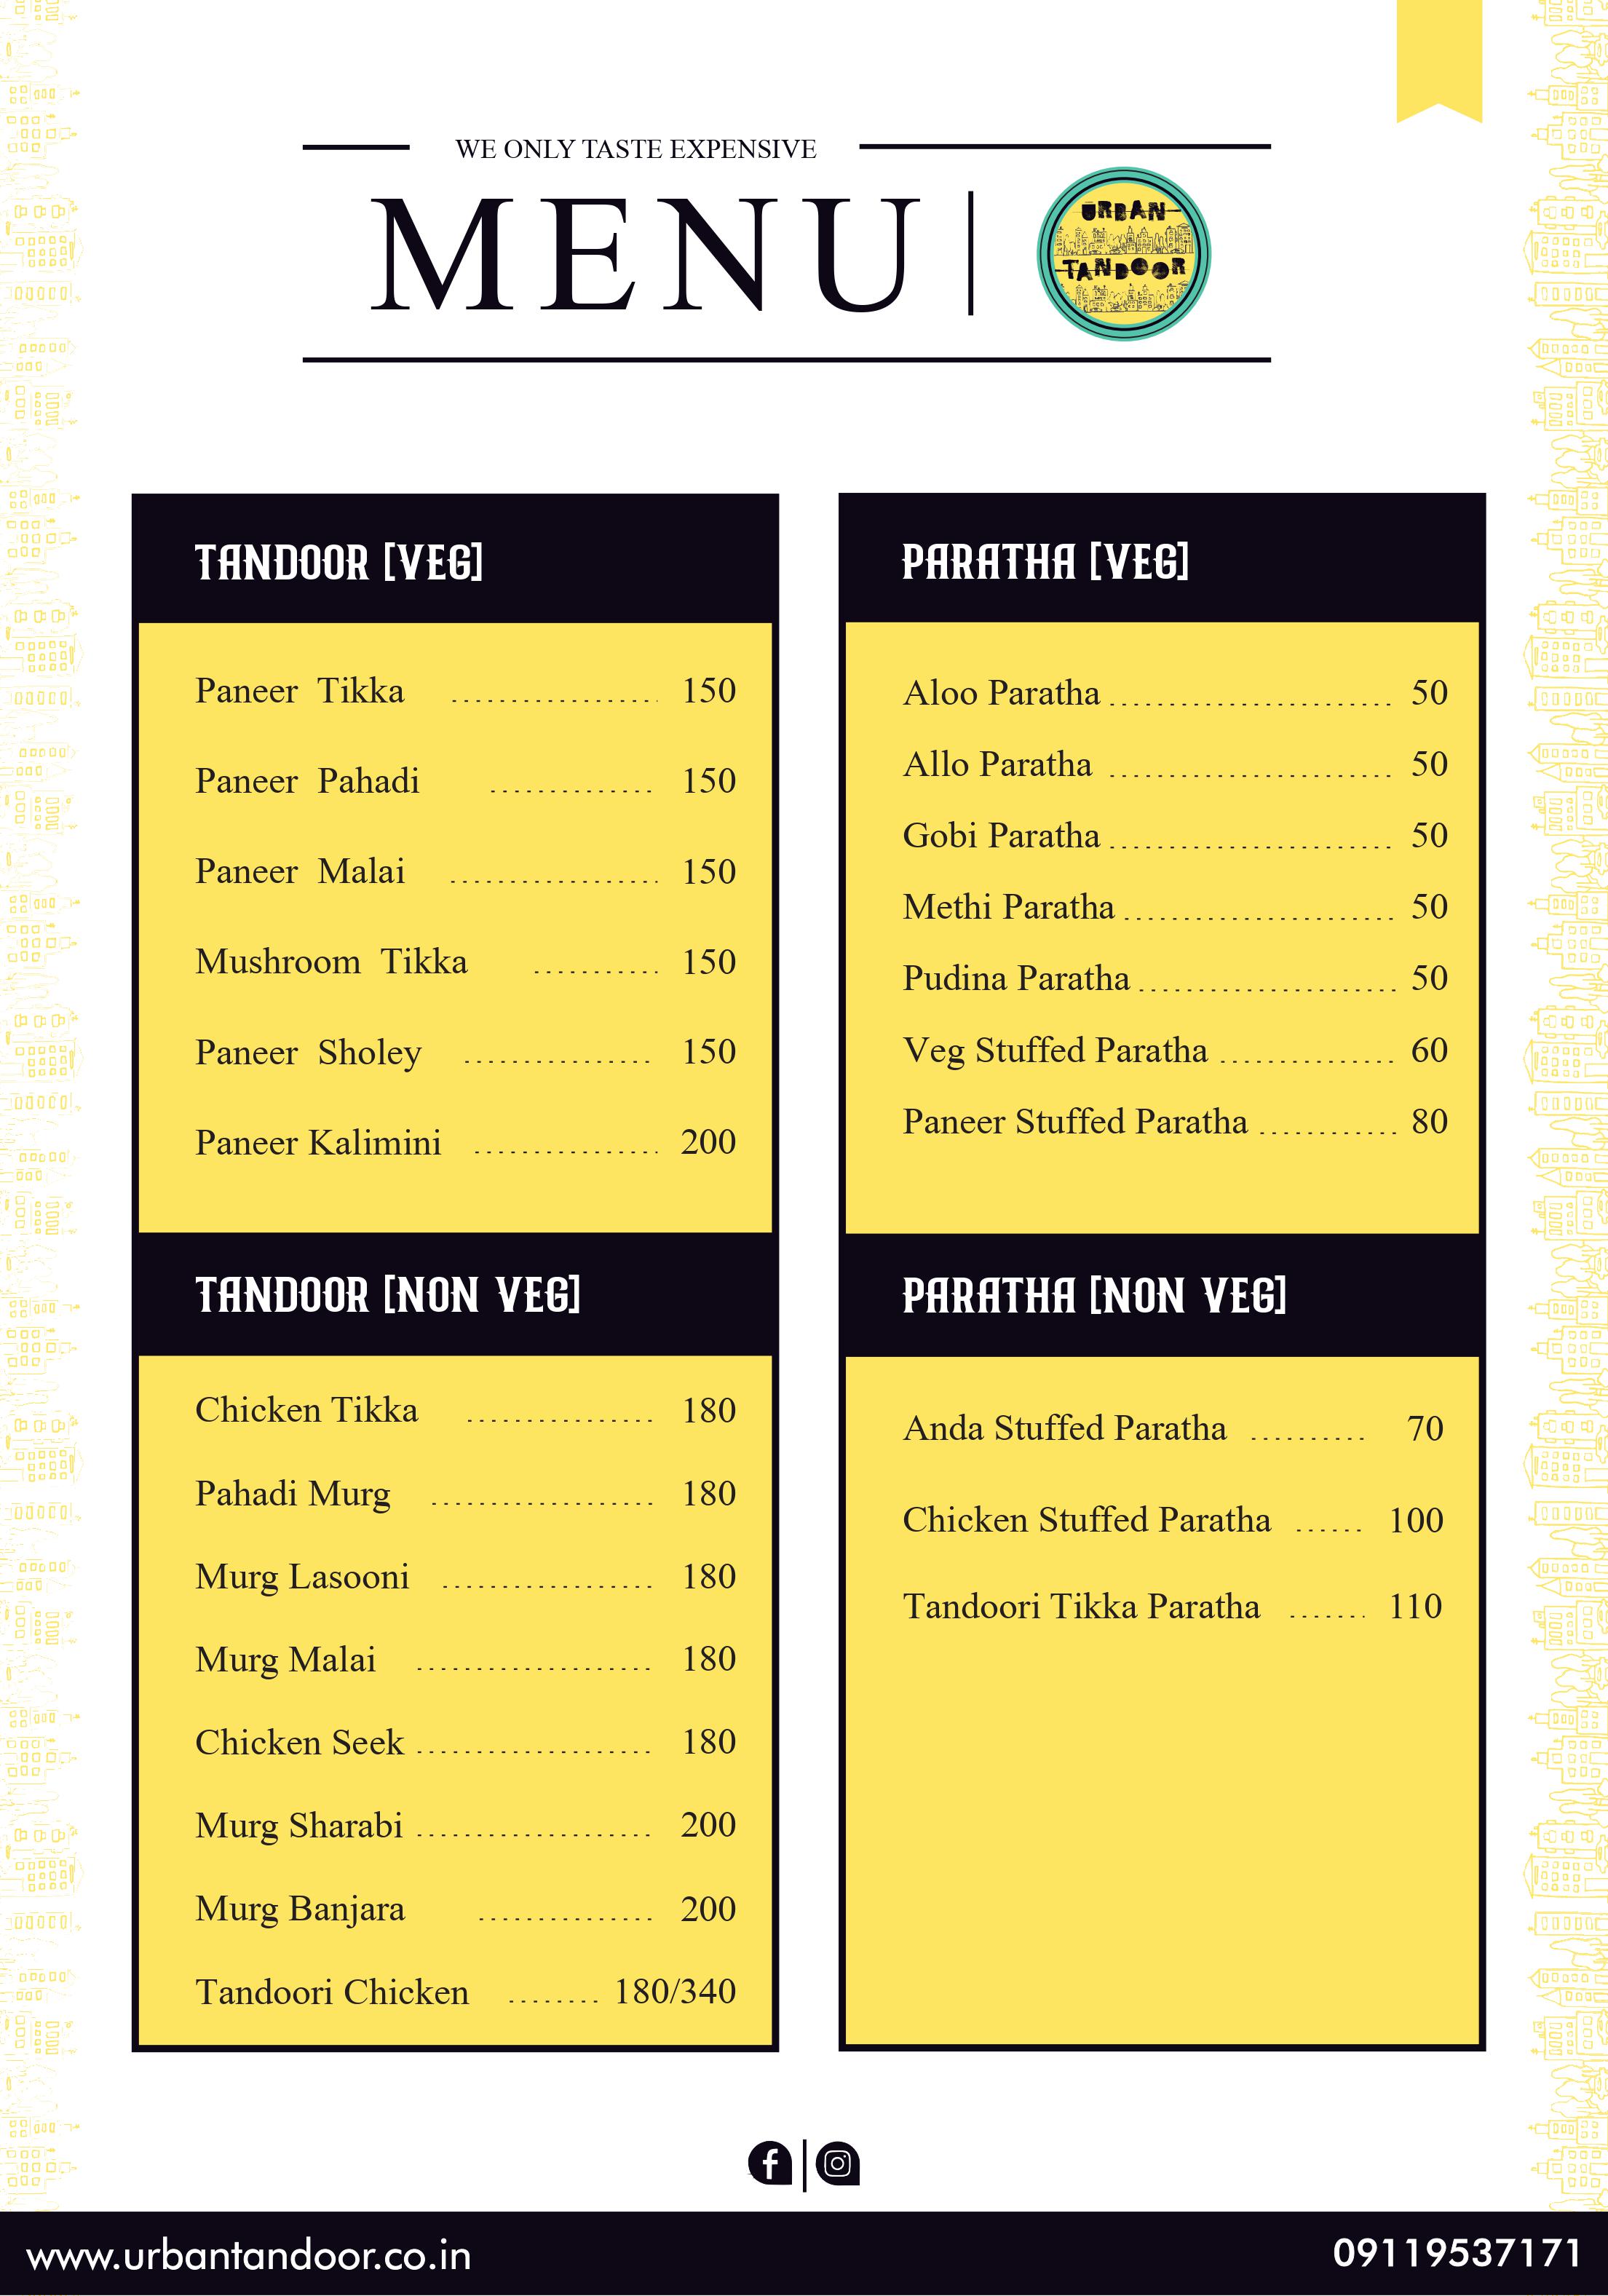 WE ONLY TASTE EXPENSIVE
MENU
URBAN
TANDOOR
TANDOOR [VEG]
Paneer Tikka ................. 150
Paneer Pahadi .............. 150
Paneer Malai .................. 150
Mushroom Tikka ........... 150
Paneer Sholey ................ 150
Paneer Kalimini ................ 200
TANDOOR [NON VEG]
Chicken Tikka ................ 180
Pahadi Murg ................... 180
Murg Lasooni .................. 180
Murg Malai .................... 180
Chicken Seek .................... 180
Murg Sharabi .................... 200
Murg Banjara ............... 200
Tandoori Chicken ........ 180/340
PARATHA [VEG]
Aloo Paratha ........................ 50
Allo Paratha ........................ 50
Gobi Paratha ........................ 50
Methi Paratha ....................... 50
Pudina Paratha ...................... 50
Veg Stuffed Paratha ............... 60
Paneer Stuffed Paratha ............ 80
PARATHA [NON VEG]
Anda Stuffed Paratha .......... 70
Chicken Stuffed Paratha ...... 100
Tandoori Tikka Paratha ....... 110
www.urbantandoor.co.in
09119537171